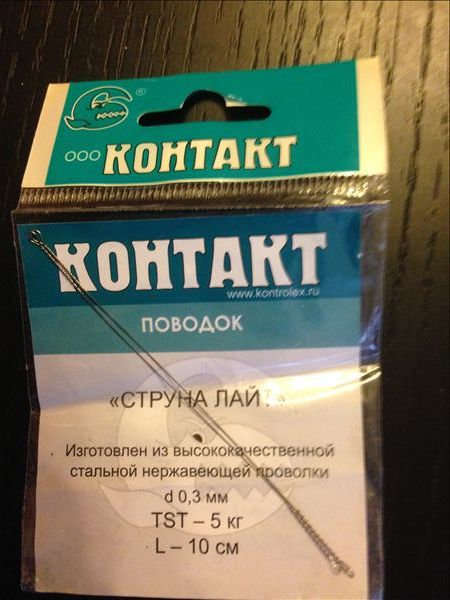 ®
ООО КОНТАКТ
КОНТАКТ
www.kontrolex.ru
ПОВОДОК
«СТРУНА ЛАЙТ»
Изготовлен из высококачественной
стальной нержавеющей проволки
d 0,3 мм
TST – 5 кг
L – 10 см